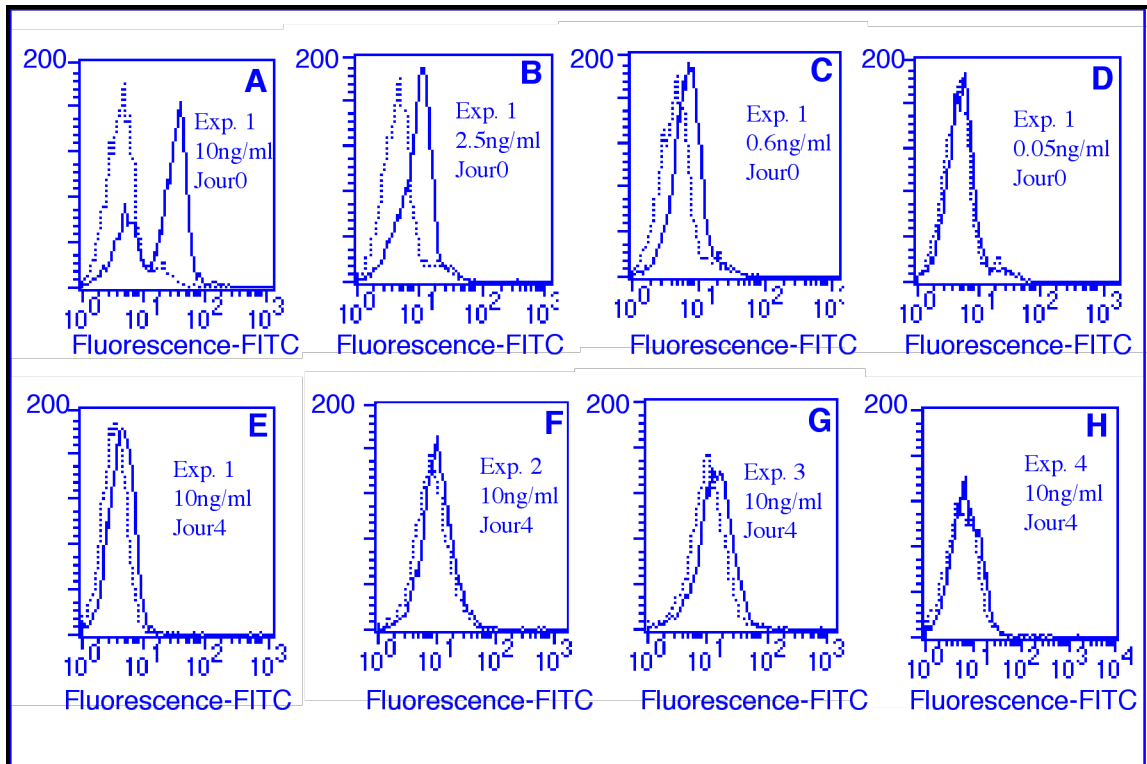 200
A
Exp. 1
10ng/ml
Jour0
10^0 10^1 10^2 10^3
Fluorescence-FITC
200
B
Exp. 1
2.5ng/ml
Jour0
10^0 10^1 10^2 10^3
Fluorescence-FITC
200
C
Exp. 1
0.6ng/ml
Jour0
10^0 10^1 10^2 10^3
Fluorescence-FITC
200
D
Exp. 1
0.05ng/ml
Jour0
10^0 10^1 10^2 10^3
Fluorescence-FITC
200
E
Exp. 1
10ng/ml
Jour4
10^0 10^1 10^2 10^3
Fluorescence-FITC
200
F
Exp. 2
10ng/ml
Jour4
10^0 10^1 10^2 10^3
Fluorescence-FITC
200
G
Exp. 3
10ng/ml
Jour4
10^0 10^1 10^2 10^3
Fluorescence-FITC
200
H
Exp. 4
10ng/ml
Jour4
10^0 10^1 10^2 10^3 10^4
Fluorescence-FITC